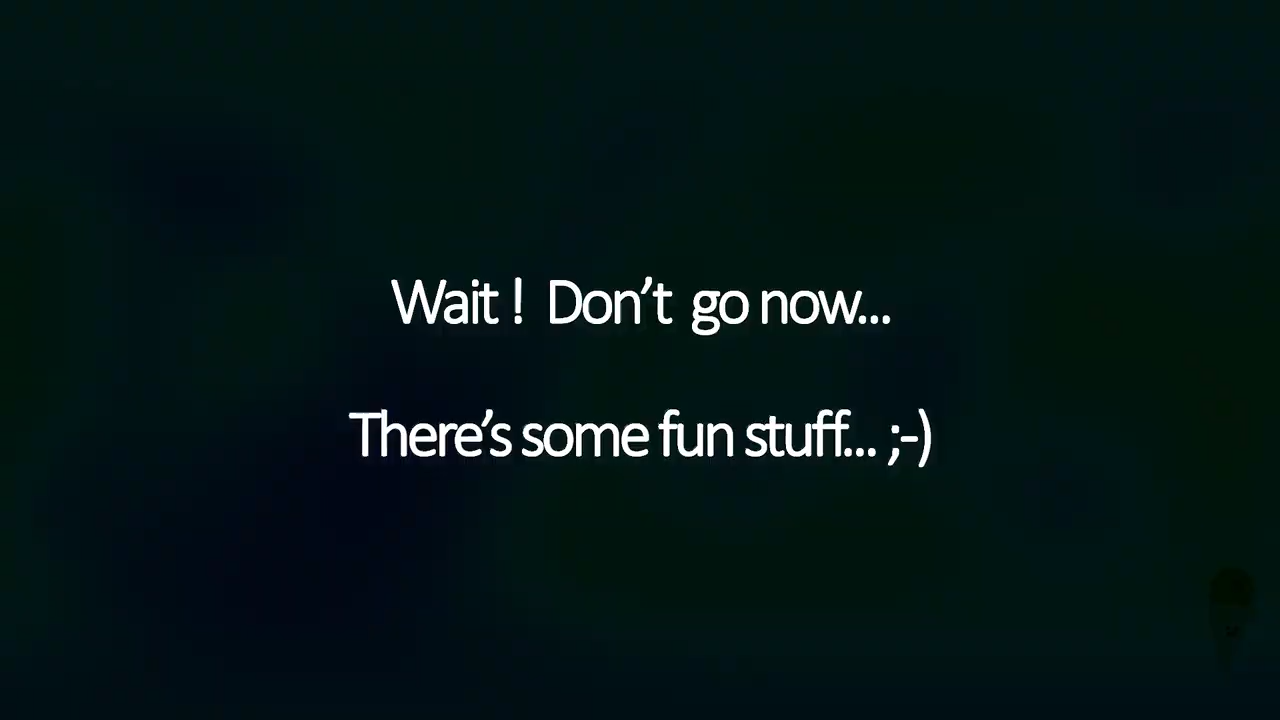 Wait ! Don’t go now...
There’s some fun stuff... ;-)